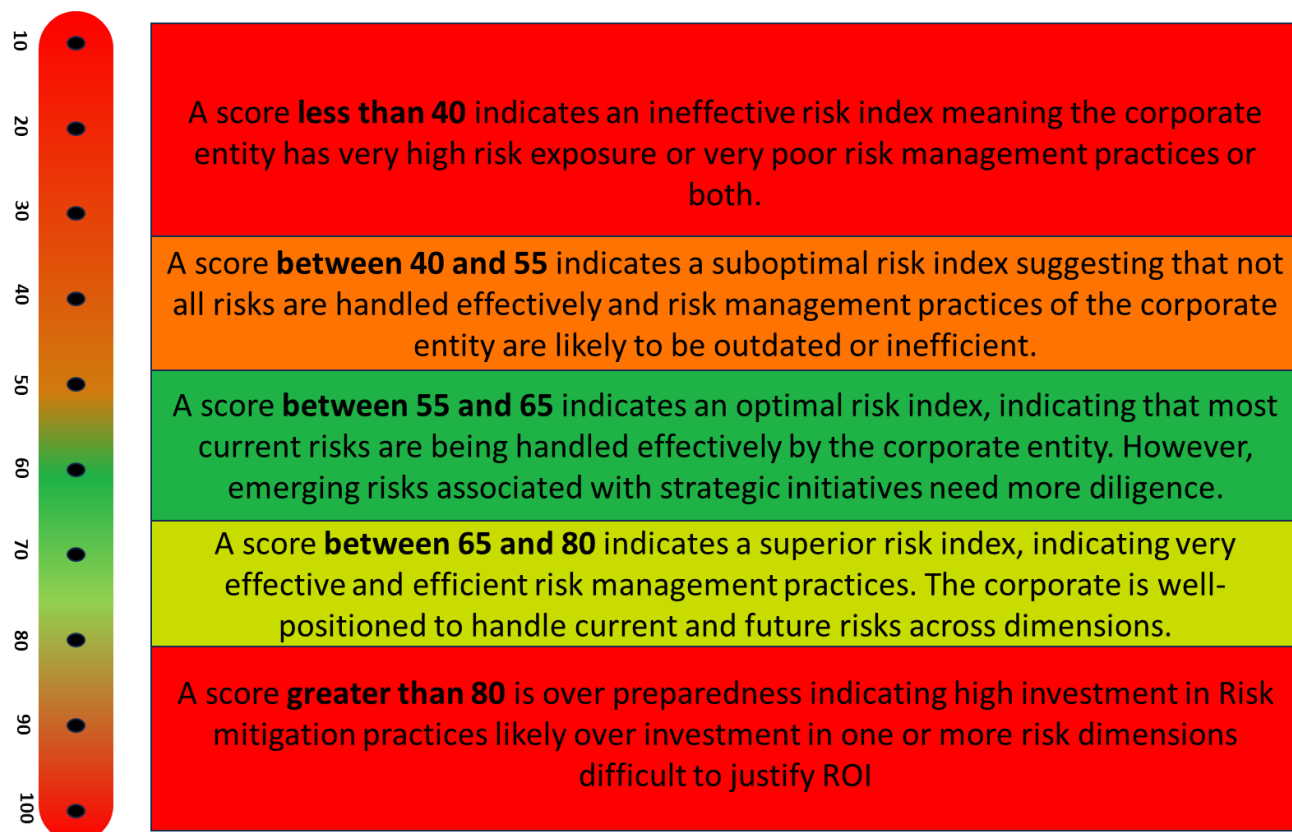 10
20
30
40
50
60
70
80
90
100
A score less than 40 indicates an ineffective risk index meaning the corporate
entity has very high risk exposure or very poor risk management practices or
both.
A score between 40 and 55 indicates a suboptimal risk index suggesting that not
all risks are handled effectively and risk management practices of the corporate
entity are likely to be outdated or inefficient.
A score between 55 and 65 indicates an optimal risk index, indicating that most
current risks are being handled effectively by the corporate entity. However,
emerging risks associated with strategic initiatives need more diligence.
A score between 65 and 80 indicates a superior risk index, indicating very
effective and efficient risk management practices. The corporate is well-
positioned to handle current and future risks across dimensions.
A score greater than 80 is over preparedness indicating high investment in Risk
mitigation practices likely over investment in one or more risk dimensions
difficult to justify ROI